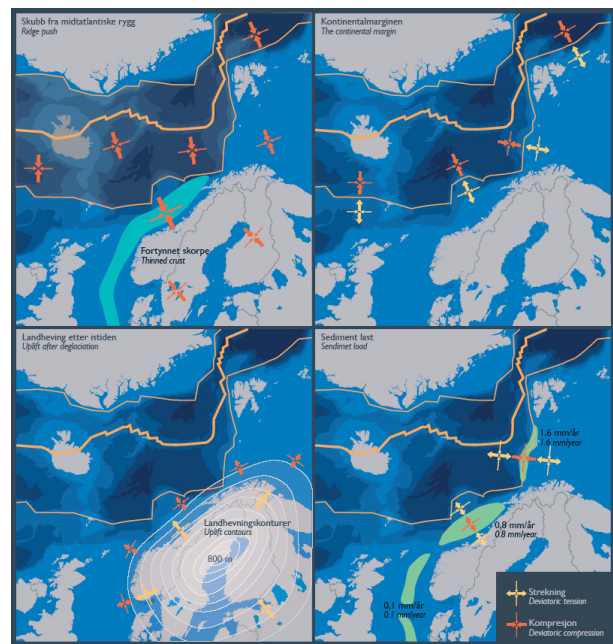 Skubb fra midtatlantiske rygg
Ridge push
Fortynnet skorpe
Thinned crust
Kontinentalmarginen
The continental margin
Landheving etter istiden
Uplift after deglaciation
Landhevningskonturer
Uplift contours
800 m
Sediment last
Sendimet load
1,6 mm/år
1.6 mm/year
0,8 mm/år
0.8 mm/year
0,1 mm/år
0.1 mm/year
Strekning
Deviatoric tension
Kompresjon
Deviatoric compression